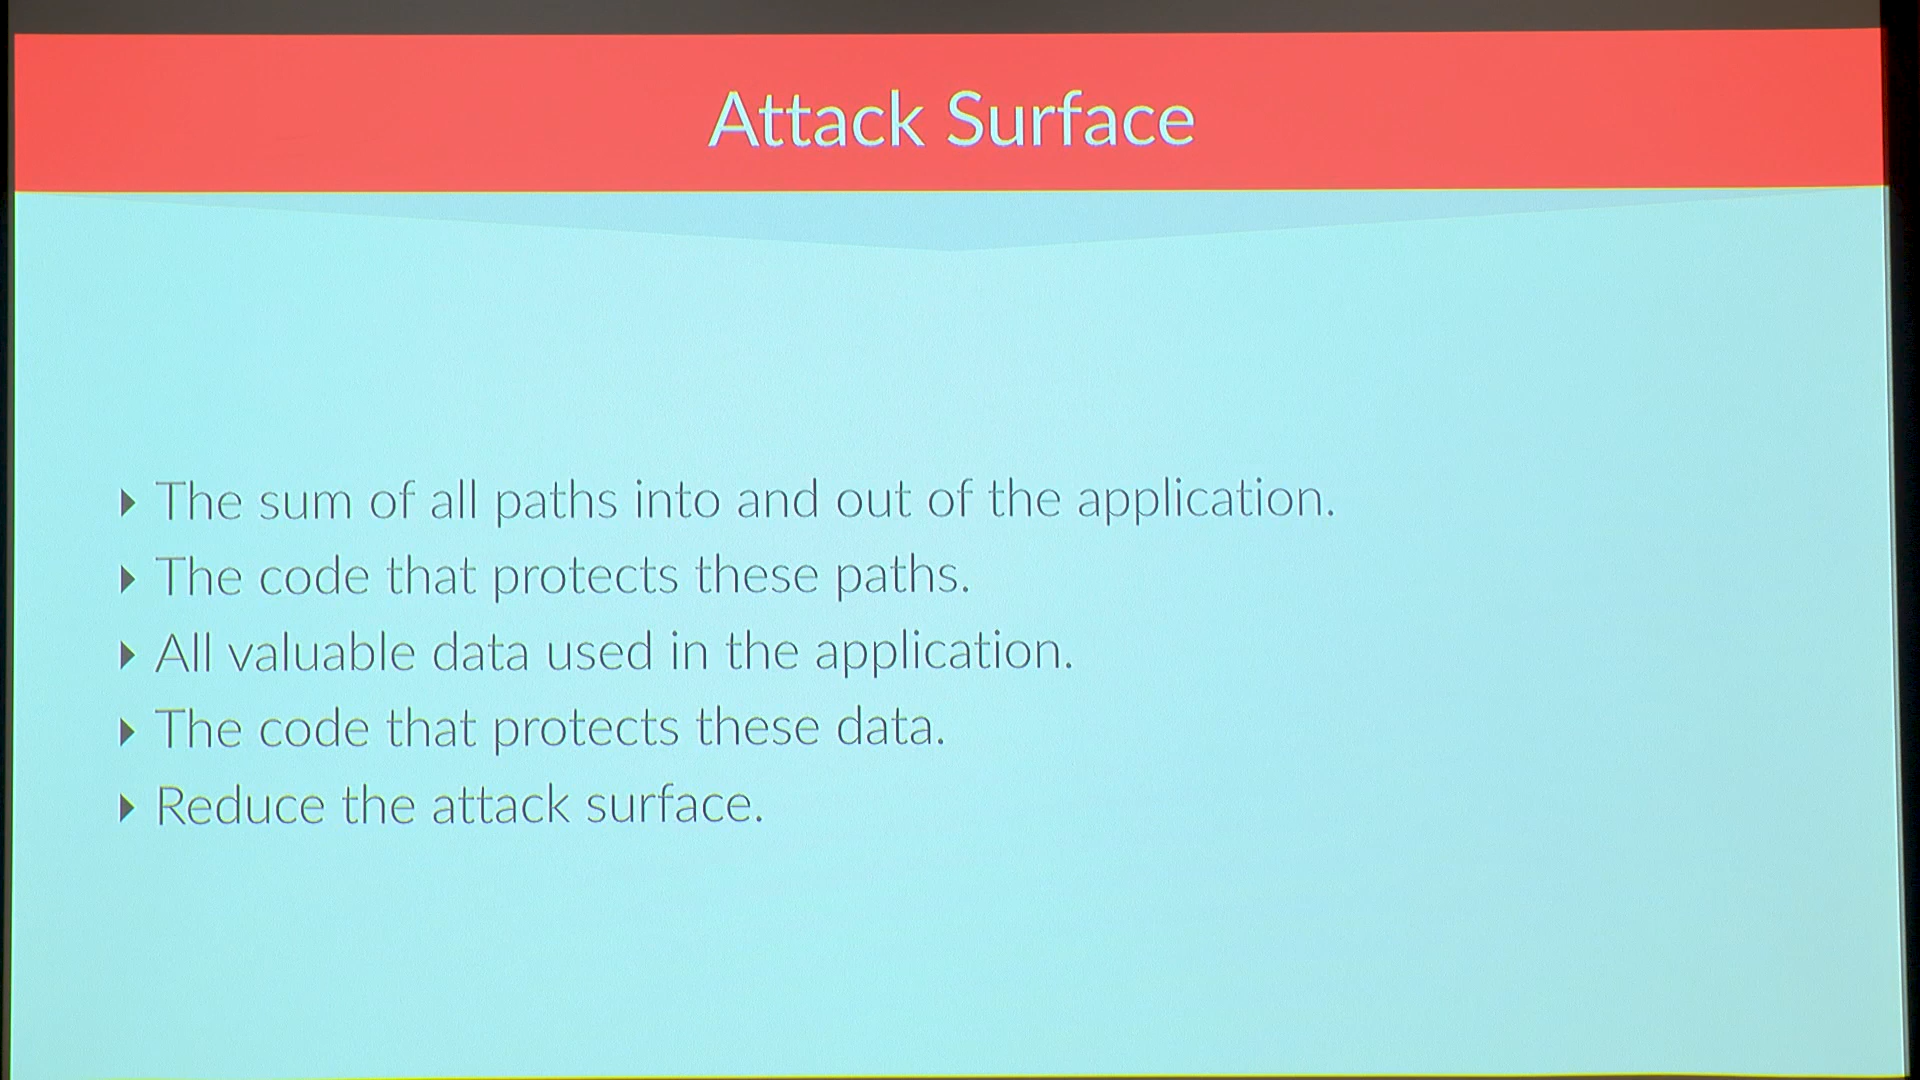 Attack Surface
The sum of all paths into and out of the application.
The code that protects these paths.
All valuable data used in the application.
The code that protects these data.
Reduce the attack surface.